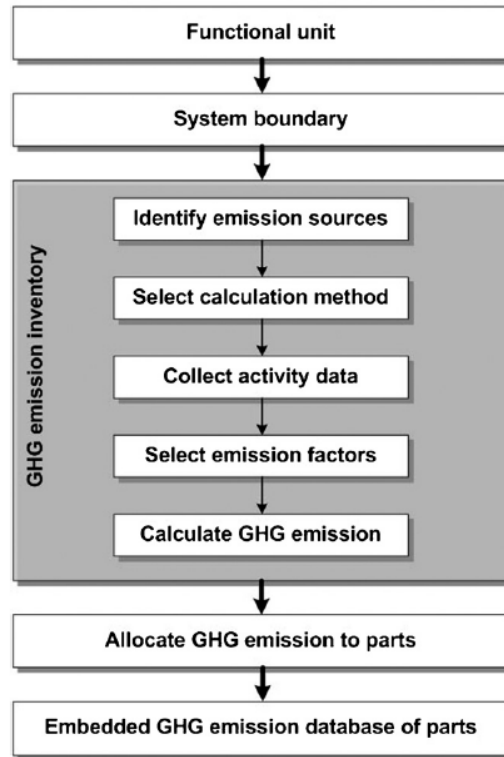 Functional unit
System boundary
GHG emission inventory
Identify emission sources
Select calculation method
Collect activity data
Select emission factors
Calculate GHG emission
Allocate GHG emission to parts
Embedded GHG emission database of parts